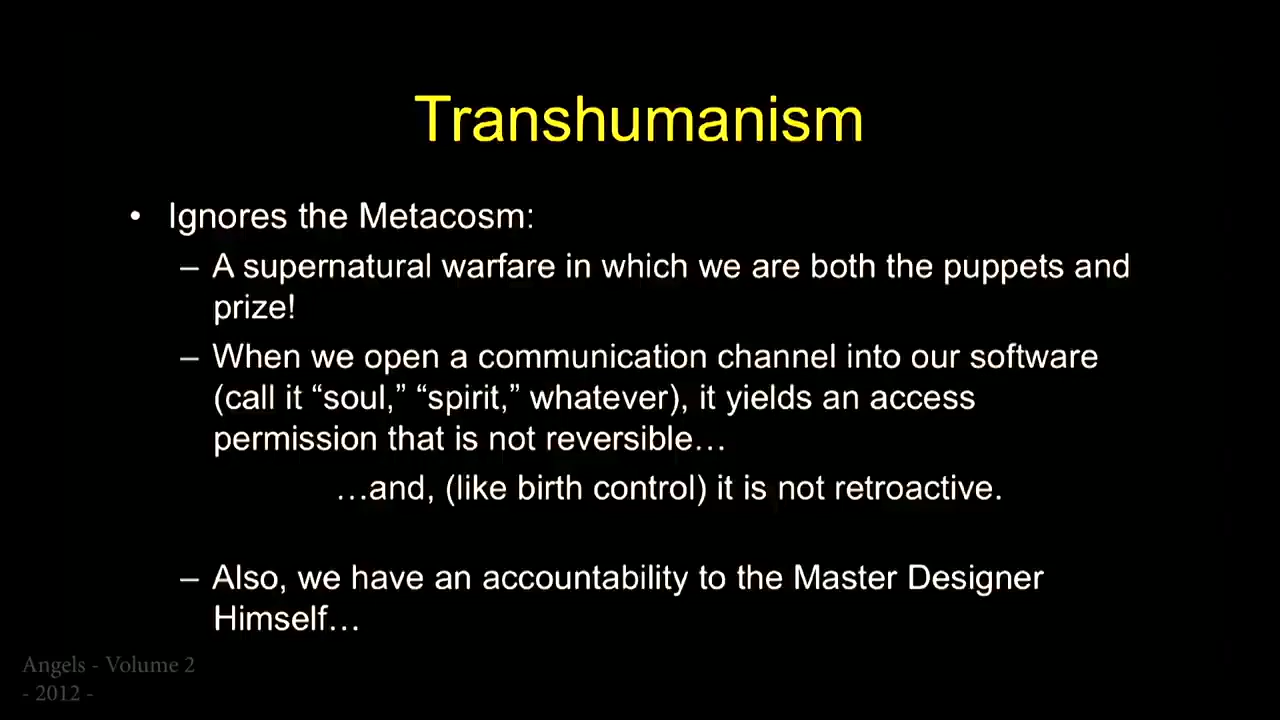 Transhumanism
• Ignores the Metacosm:
– A supernatural warfare in which we are both the puppets and
prize!
– When we open a communication channel into our software
(call it “soul,” “spirit,” whatever), it yields an access
permission that is not reversible…
…and, (like birth control) it is not retroactive.
– Also, we have an accountability to the Master Designer
Himself…
Angels - Volume 2
- 2012 -